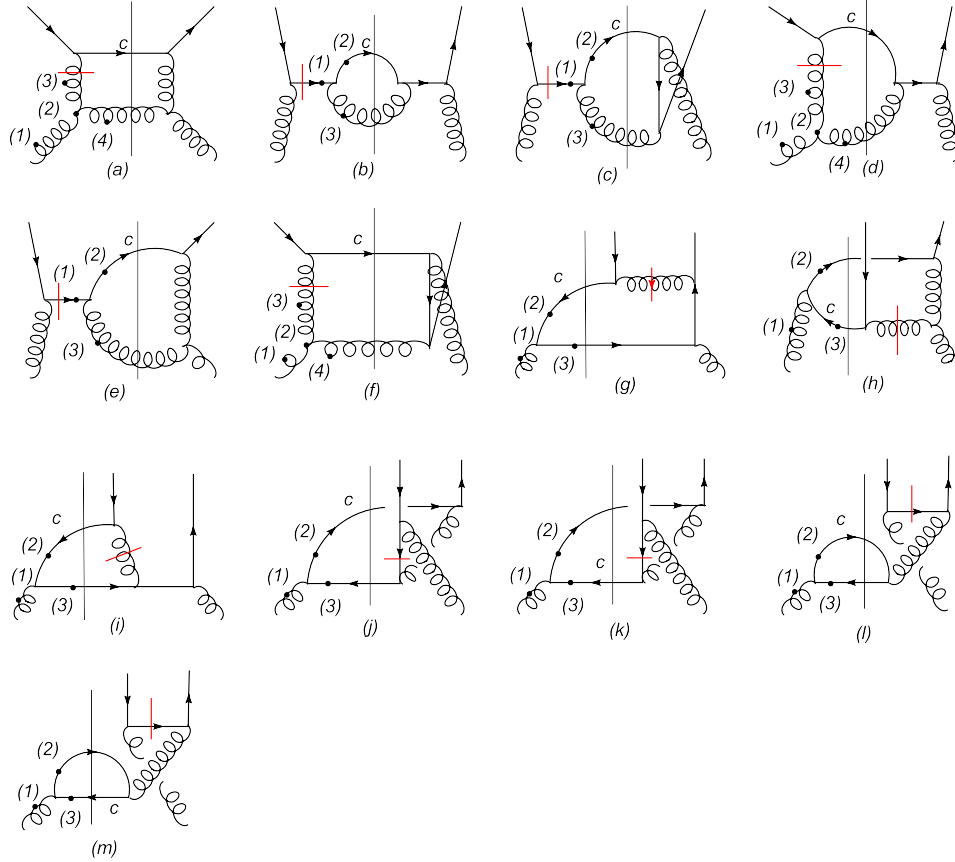 c
(3)
(2)
(1)
(4)
(a)
(2)
c
(1)
(3)
(b)
c
(2)
(1)
(3)
(c)
c
(3)
(1)
(2)
(4)
(d)
c
(2)
(1)
(3)
(e)
c
(3)
(2)
(1)
(4)
(f)
c
(2)
(1)
(3)
(g)
(2)
(1)
c
(3)
(h)
c
(2)
(1)
(3)
(i)
c
(2)
(1)
(3)
(j)
(2)
(1)
c
(3)
(k)
c
(2)
(1)
(3)
(l)
(2)
(1)
(3)
c
(m)